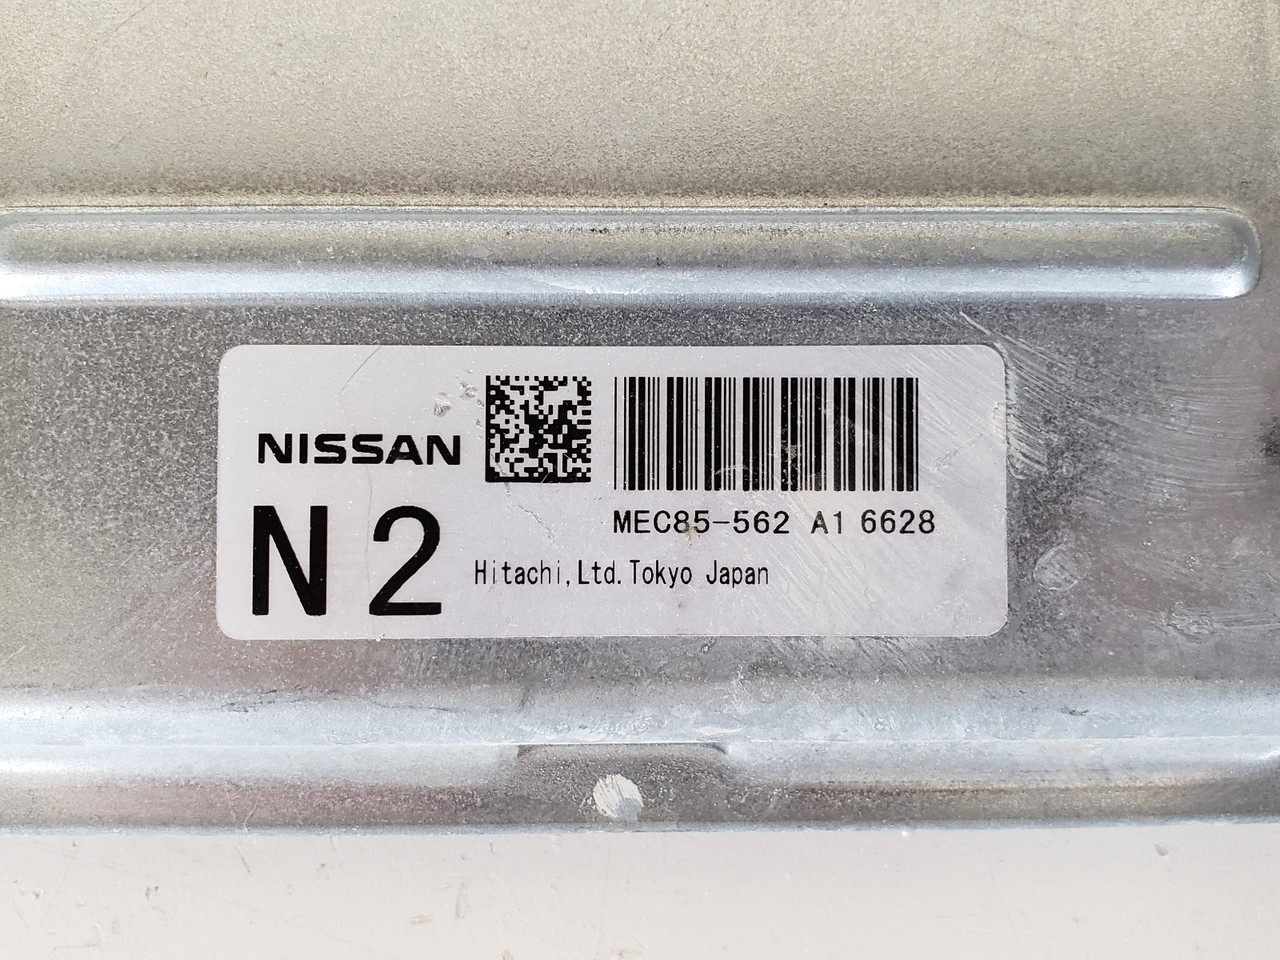 NISSAN
N2
MEC85-562 A1 6628
Hitachi,Ltd. Tokyo Japan